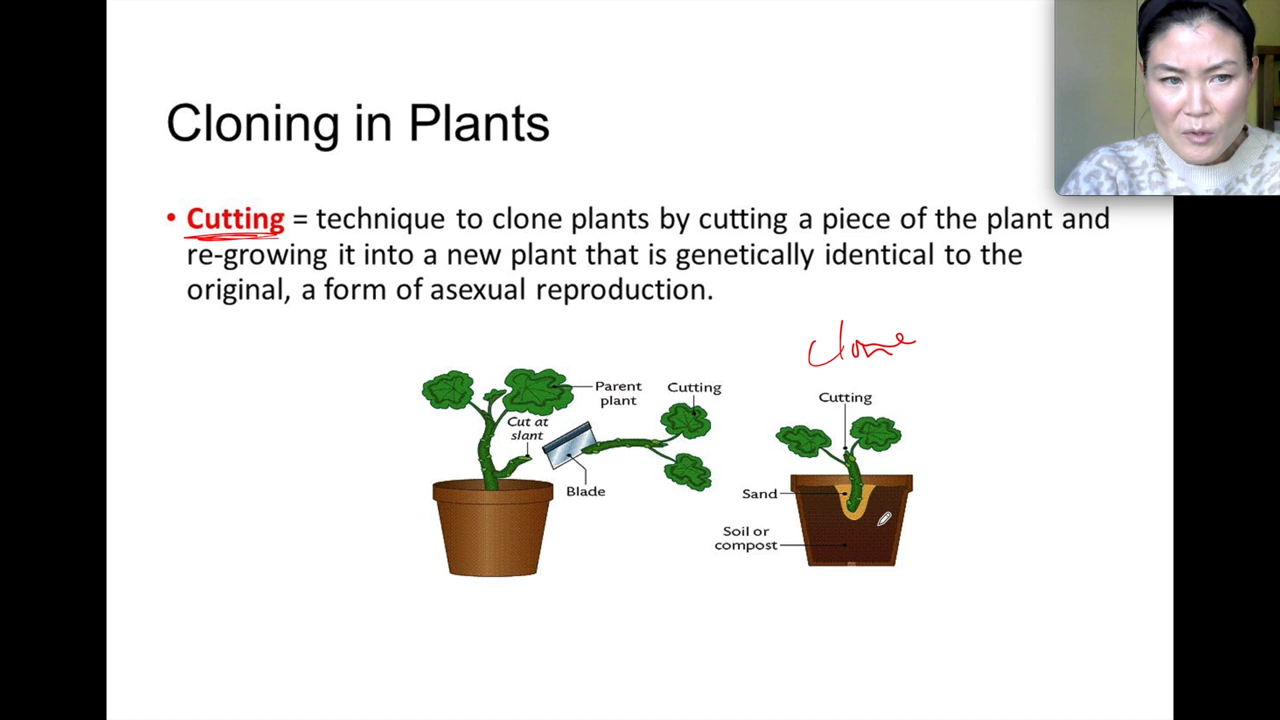 Cloning in Plants
• Cutting = technique to clone plants by cutting a piece of the plant and
re-growing it into a new plant that is genetically identical to the
original, a form of asexual reproduction.
clone
Parent
plant
Cutting
Cut at
slant
Blade
Cutting
Sand
Soil or
compost